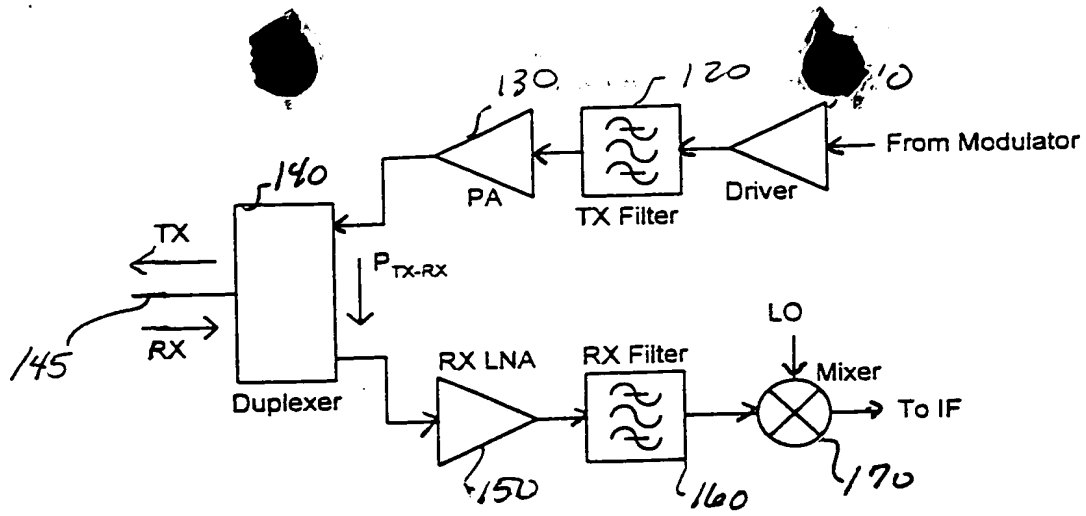 130
120
10
From Modulator
PA
TX Filter
Driver
140
TX
P TX-RX
145
RX
LO
RX LNA
RX Filter
Mixer
Duplexer
To IF
150
160
170